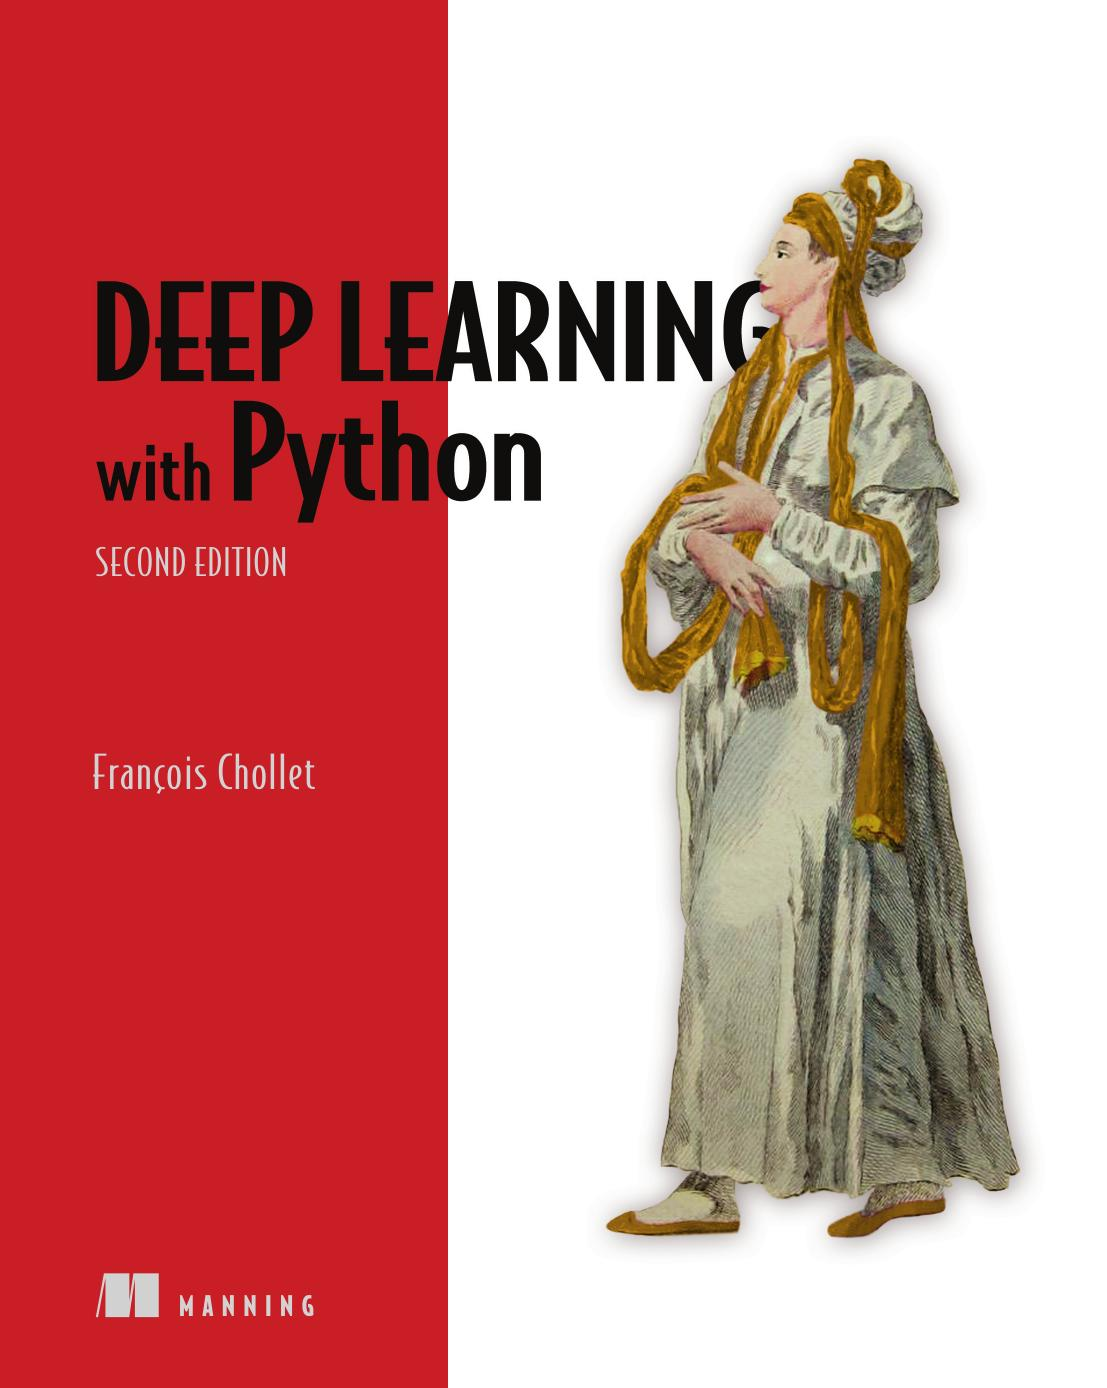 DEEP LEARNING
with Python
SECOND EDITION
François Chollet
MANNING